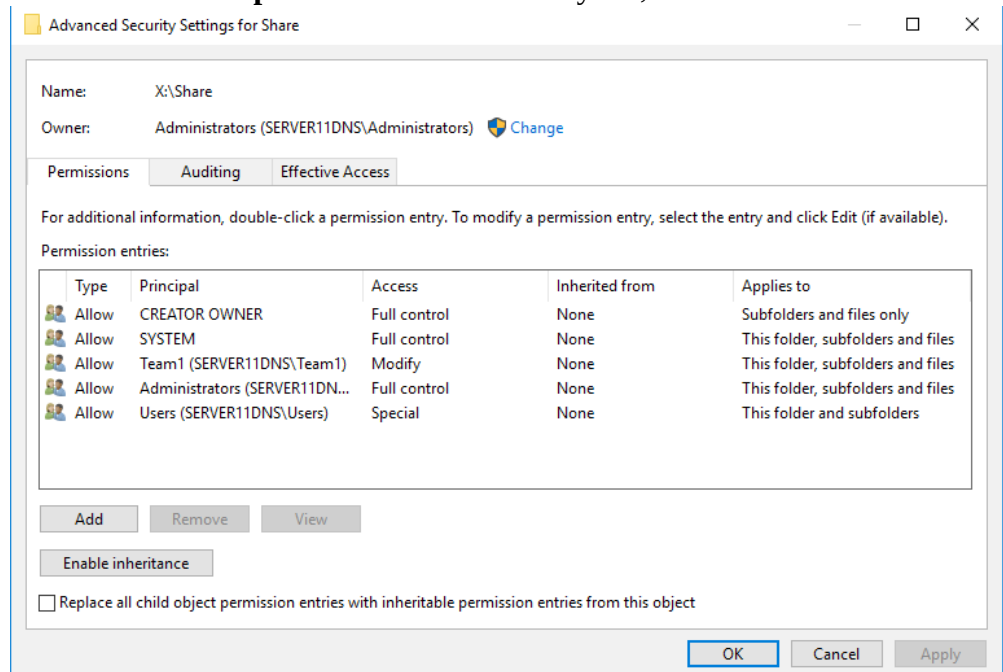 Advanced Security Settings for Share
Name: X:\Share
Owner: Administrators (SERVER11DNS\Administrators) Change
Permissions Auditing Effective Access
For additional information, double-click a permission entry. To modify a permission entry, select the entry and click Edit (if available).
Permission entries:
Type Principal Access Inherited from Applies to
Allow CREATOR OWNER Full control None Subfolders and files only
Allow SYSTEM Full control None This folder, subfolders and files
Allow Team1 (SERVER11DNS\Team1) Modify None This folder, subfolders and files
Allow Administrators (SERVER11DN... Full control None This folder, subfolders and files
Allow Users (SERVER11DNS\Users) Special None This folder and subfolders
Add Remove View
Enable inheritance
Replace all child object permission entries with inheritable permission entries from this object
OK Cancel Apply